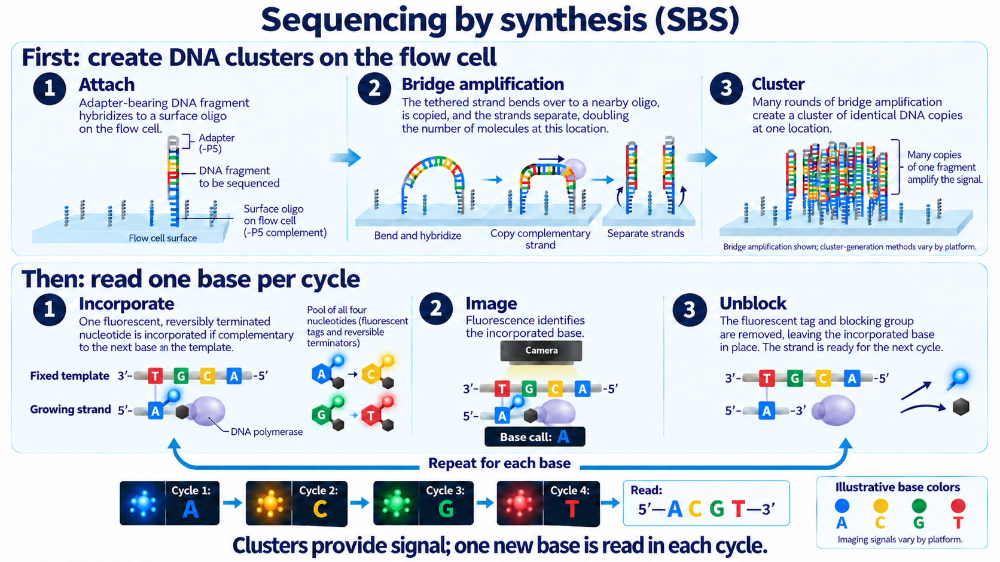 Sequencing by synthesis (SBS)
First: create DNA clusters on the flow cell
1
Attach
Adapter-bearing DNA fragment
hybridizes to a surface oligo
on the flow cell.
Adapter
(-P5)
DNA fragment
to be sequenced
Surface oligo
on flow cell
(-P5 complement)
Flow cell surface
2
Bridge amplification
The tethered strand bends over to a nearby oligo,
is copied, and the strands separate, doubling
the number of molecules at this location.
Bend and hybridize
Copy complementary
strand
Separate strands
3
Cluster
Many rounds of bridge amplification
create a cluster of identical DNA copies
at one location.
Many copies
of one fragment
amplify the signal.
Bridge amplification shown; cluster-generation methods vary by platform.
Then: read one base per cycle
1
Incorporate
One fluorescent, reversibly terminated
nucleotide is incorporated if complementary
to the next base the template.
Pool of all four
nucleotides (fluorescent
tags and reversible
terminators)
A C
G T
Fixed template 3′- T G C A -5′
Growing strand 5′- A
DNA polymerase
2
Image
Fluorescence identifies
the incorporated base.
Camera
3′- T G C A -5′
5′- A
Base call: A
3
Unblock
The fluorescent tag and blocking group
are removed, leaving the incorporated base
in place. The strand is ready for the next cycle.
3′- T G C A -5′
5′- A -3′
Repeat for each base
Cycle 1:
A
Cycle 2:
C
Cycle 3:
G
Cycle 4:
T
Read:
5′—A C G T—3′
Illustrative base colors
A C G T
Imaging signals vary by platform.
Clusters provide signal; one new base is read in each cycle.